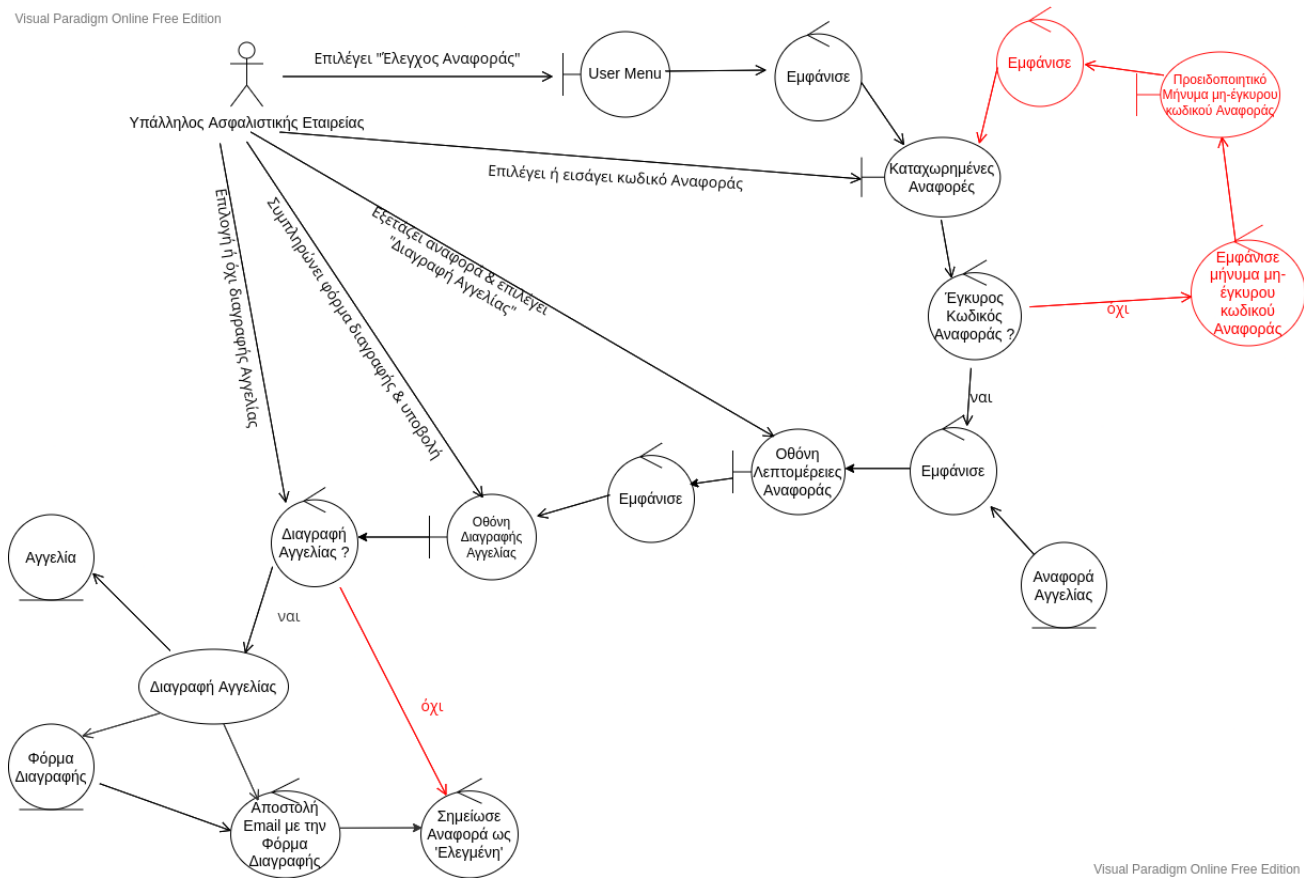 Visual Paradigm Online Free Edition
Επιλέγει "Έλεγχος Αναφοράς"
User Menu
Εμφάνισε
Εμφάνισε
Προειδοποιητικό
Μήνυμα μη-έγκυρου
κωδικού Αναφοράς
Υπάλληλος Ασφαλιστικής Εταιρείας
Επιλέγει ή εισάγει κωδικό Αναφοράς
Καταχωρημένες
Αναφορές
Επιλογή ή όχι διαγραφής Αγγελίας
Συμπληρώνει φόρμα διαγραφής & υποβολή
Εξετάζει αναφορά & επιλέγει
"Διαγραφή Αγγελίας"
Έγκυρος
Κωδικός
Αναφοράς ?
όχι
Εμφάνισε
μήνυμα μη-
έγκυρου
κωδικού
Αναφοράς
ναι
Οθόνη
Λεπτομέρειες
Αναφοράς
Εμφάνισε
Εμφάνισε
Οθόνη
Διαγραφής
Αγγελίας
Διαγραφή
Αγγελίας ?
Αγγελία
Αναφορά
Αγγελίας
ναι
Διαγραφή Αγγελίας
όχι
Φόρμα
Διαγραφής
Αποστολή
Email με την
Φόρμα
Διαγραφής
Σημείωσε
Αναφορά ως
'Ελεγμένη'
Visual Paradigm Online Free Edition